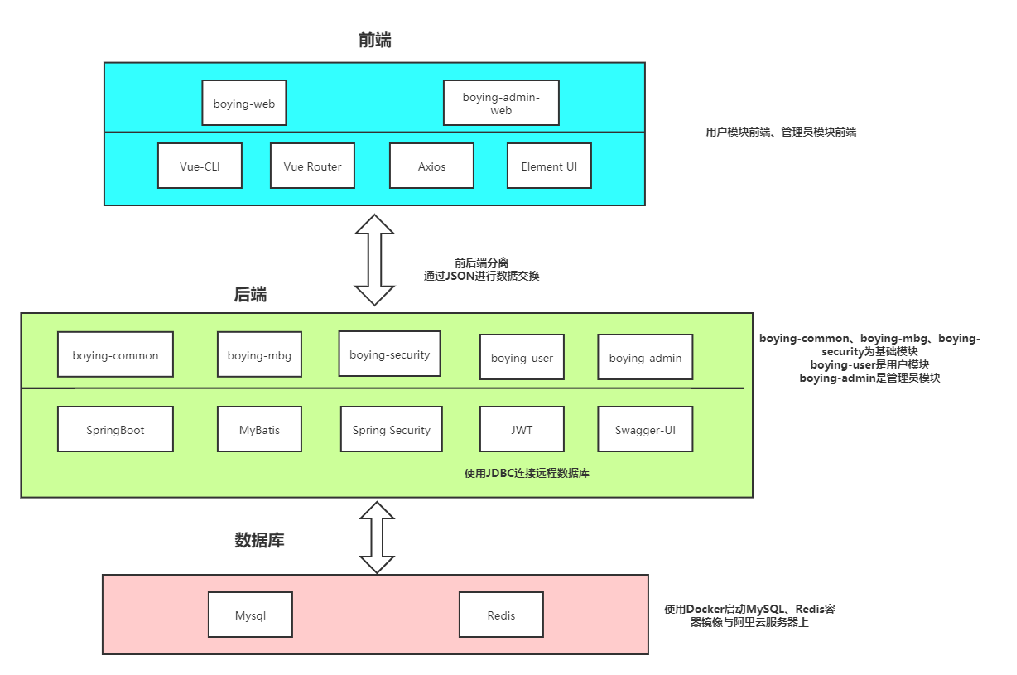 前端
boying-web
boying-admin-
web
用户模块前端、管理员模块前端
Vue-CLI
Vue Router
Axios
Element UI
前后端分离
通过JSON进行数据交换
后端
boying-common
boying-mbg
boying-security
boying-user
boying-admin
boying-common、boying-mbg、boying-
security为基础模块
boying-user是用户模块
boying-admin是管理员模块
SpringBoot
MyBatis
Spring Security
JWT
Swagger-UI
使用JDBC连接远程数据库
数据库
Mysql
Redis
使用Docker启动MySQL、Redis容
器镜像与阿里云服务器上